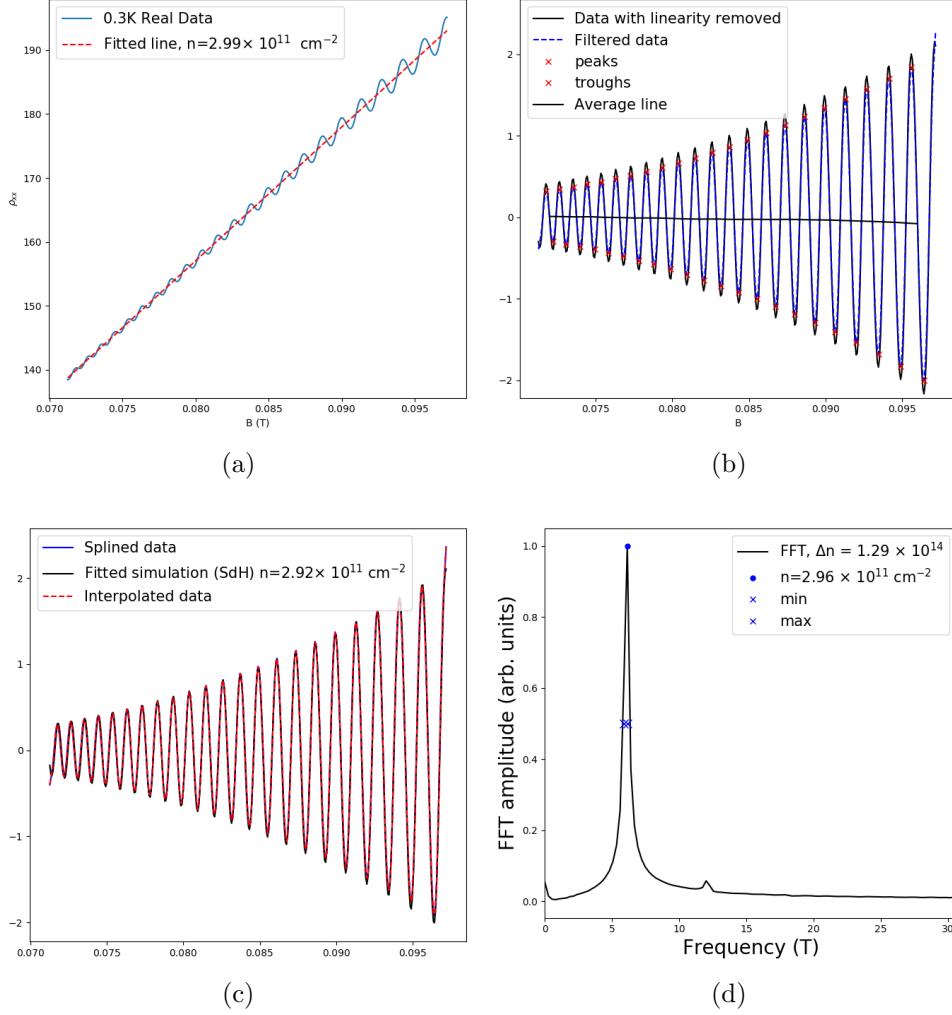 0.3K Real Data
Fitted line, n=2.99× 10¹¹ cm⁻²
ρxx
190
180
170
160
150
140
0.070
0.075
0.080
0.085
0.090
0.095
B (T)
(a)
Data with linearity removed
Filtered data
peaks
troughs
Average line
2
1
0
−1
−2
0.075
0.080
0.085
0.090
0.095
B
(b)
Splined data
Fitted simulation (SdH) n=2.92× 10¹¹ cm⁻²
Interpolated data
2
1
0
−1
−2
0.070
0.075
0.080
0.085
0.090
0.095
(c)
FFT, Δn = 1.29 × 10¹⁴
n=2.96 × 10¹¹ cm⁻²
min
max
FFT amplitude (arb. units)
1.0
0.8
0.6
0.4
0.2
0.0
0
5
10
15
20
25
30
Frequency (T)
(d)